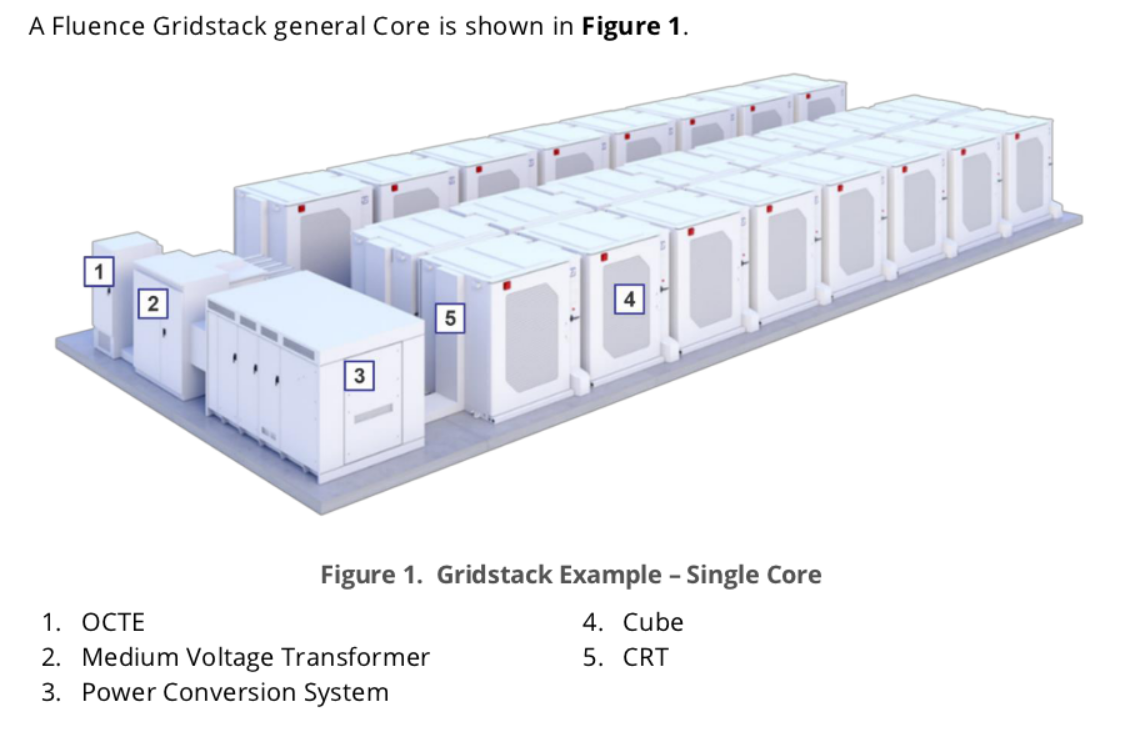 A Fluence Gridstack general Core is shown in Figure 1.
1
2
3
4
5
Figure 1. Gridstack Example – Single Core
1. OCTE
2. Medium Voltage Transformer
3. Power Conversion System
4. Cube
5. CRT